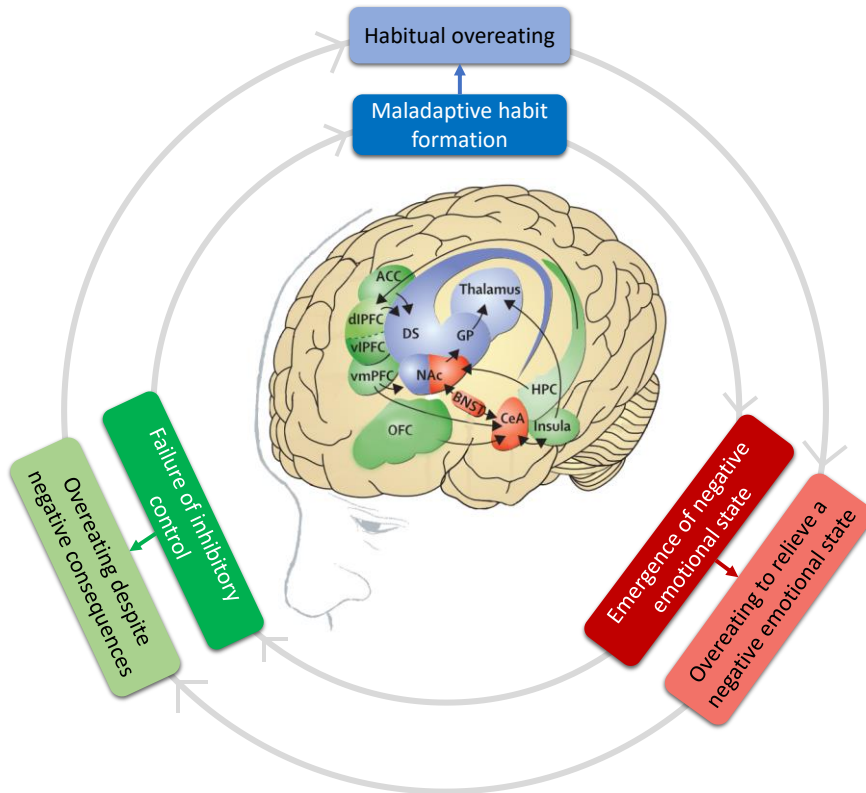 Habitual overeating
Maladaptive habit
formation
ACC
dlPFC
vlPFC
vmPFC
DS
Thalamus
GP
NAc
BNST
CeA
HPC
Insula
OFC
Failure of inhibitory
control
Overeating despite
negative consequences
Emergence of negative
emotional state
Overeating to relieve a
negative emotional state